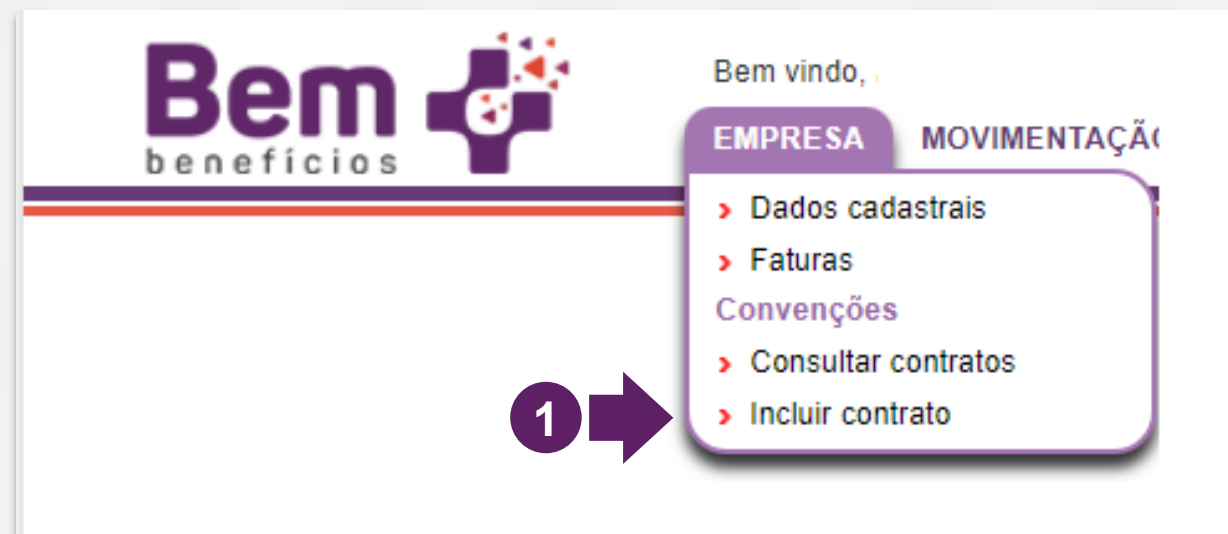 Bem
benefícios
Bem vindo,
EMPRESA MOVIMENTAÇÃ
Dados cadastrais
Faturas
Convenções
Consultar contratos
1
Incluir contrato